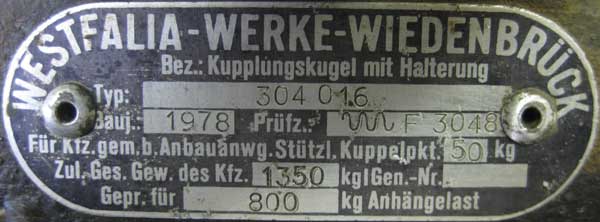 WESTFALIA-WERKE-WIEDENBRÜCK
Bez.: Kupplungskugel mit Halterung
Typ: 304 016
Bauj.: 1978 Prüfz.: F 3048
Für Kfz. gem. b. Anbauanwg. Stützl. Kuppelpkt. 50 kg
Zul. Ges. Gew. des Kfz. 1350 kg Gen.-Nr.
Gepr. für 800 kg Anhängelast